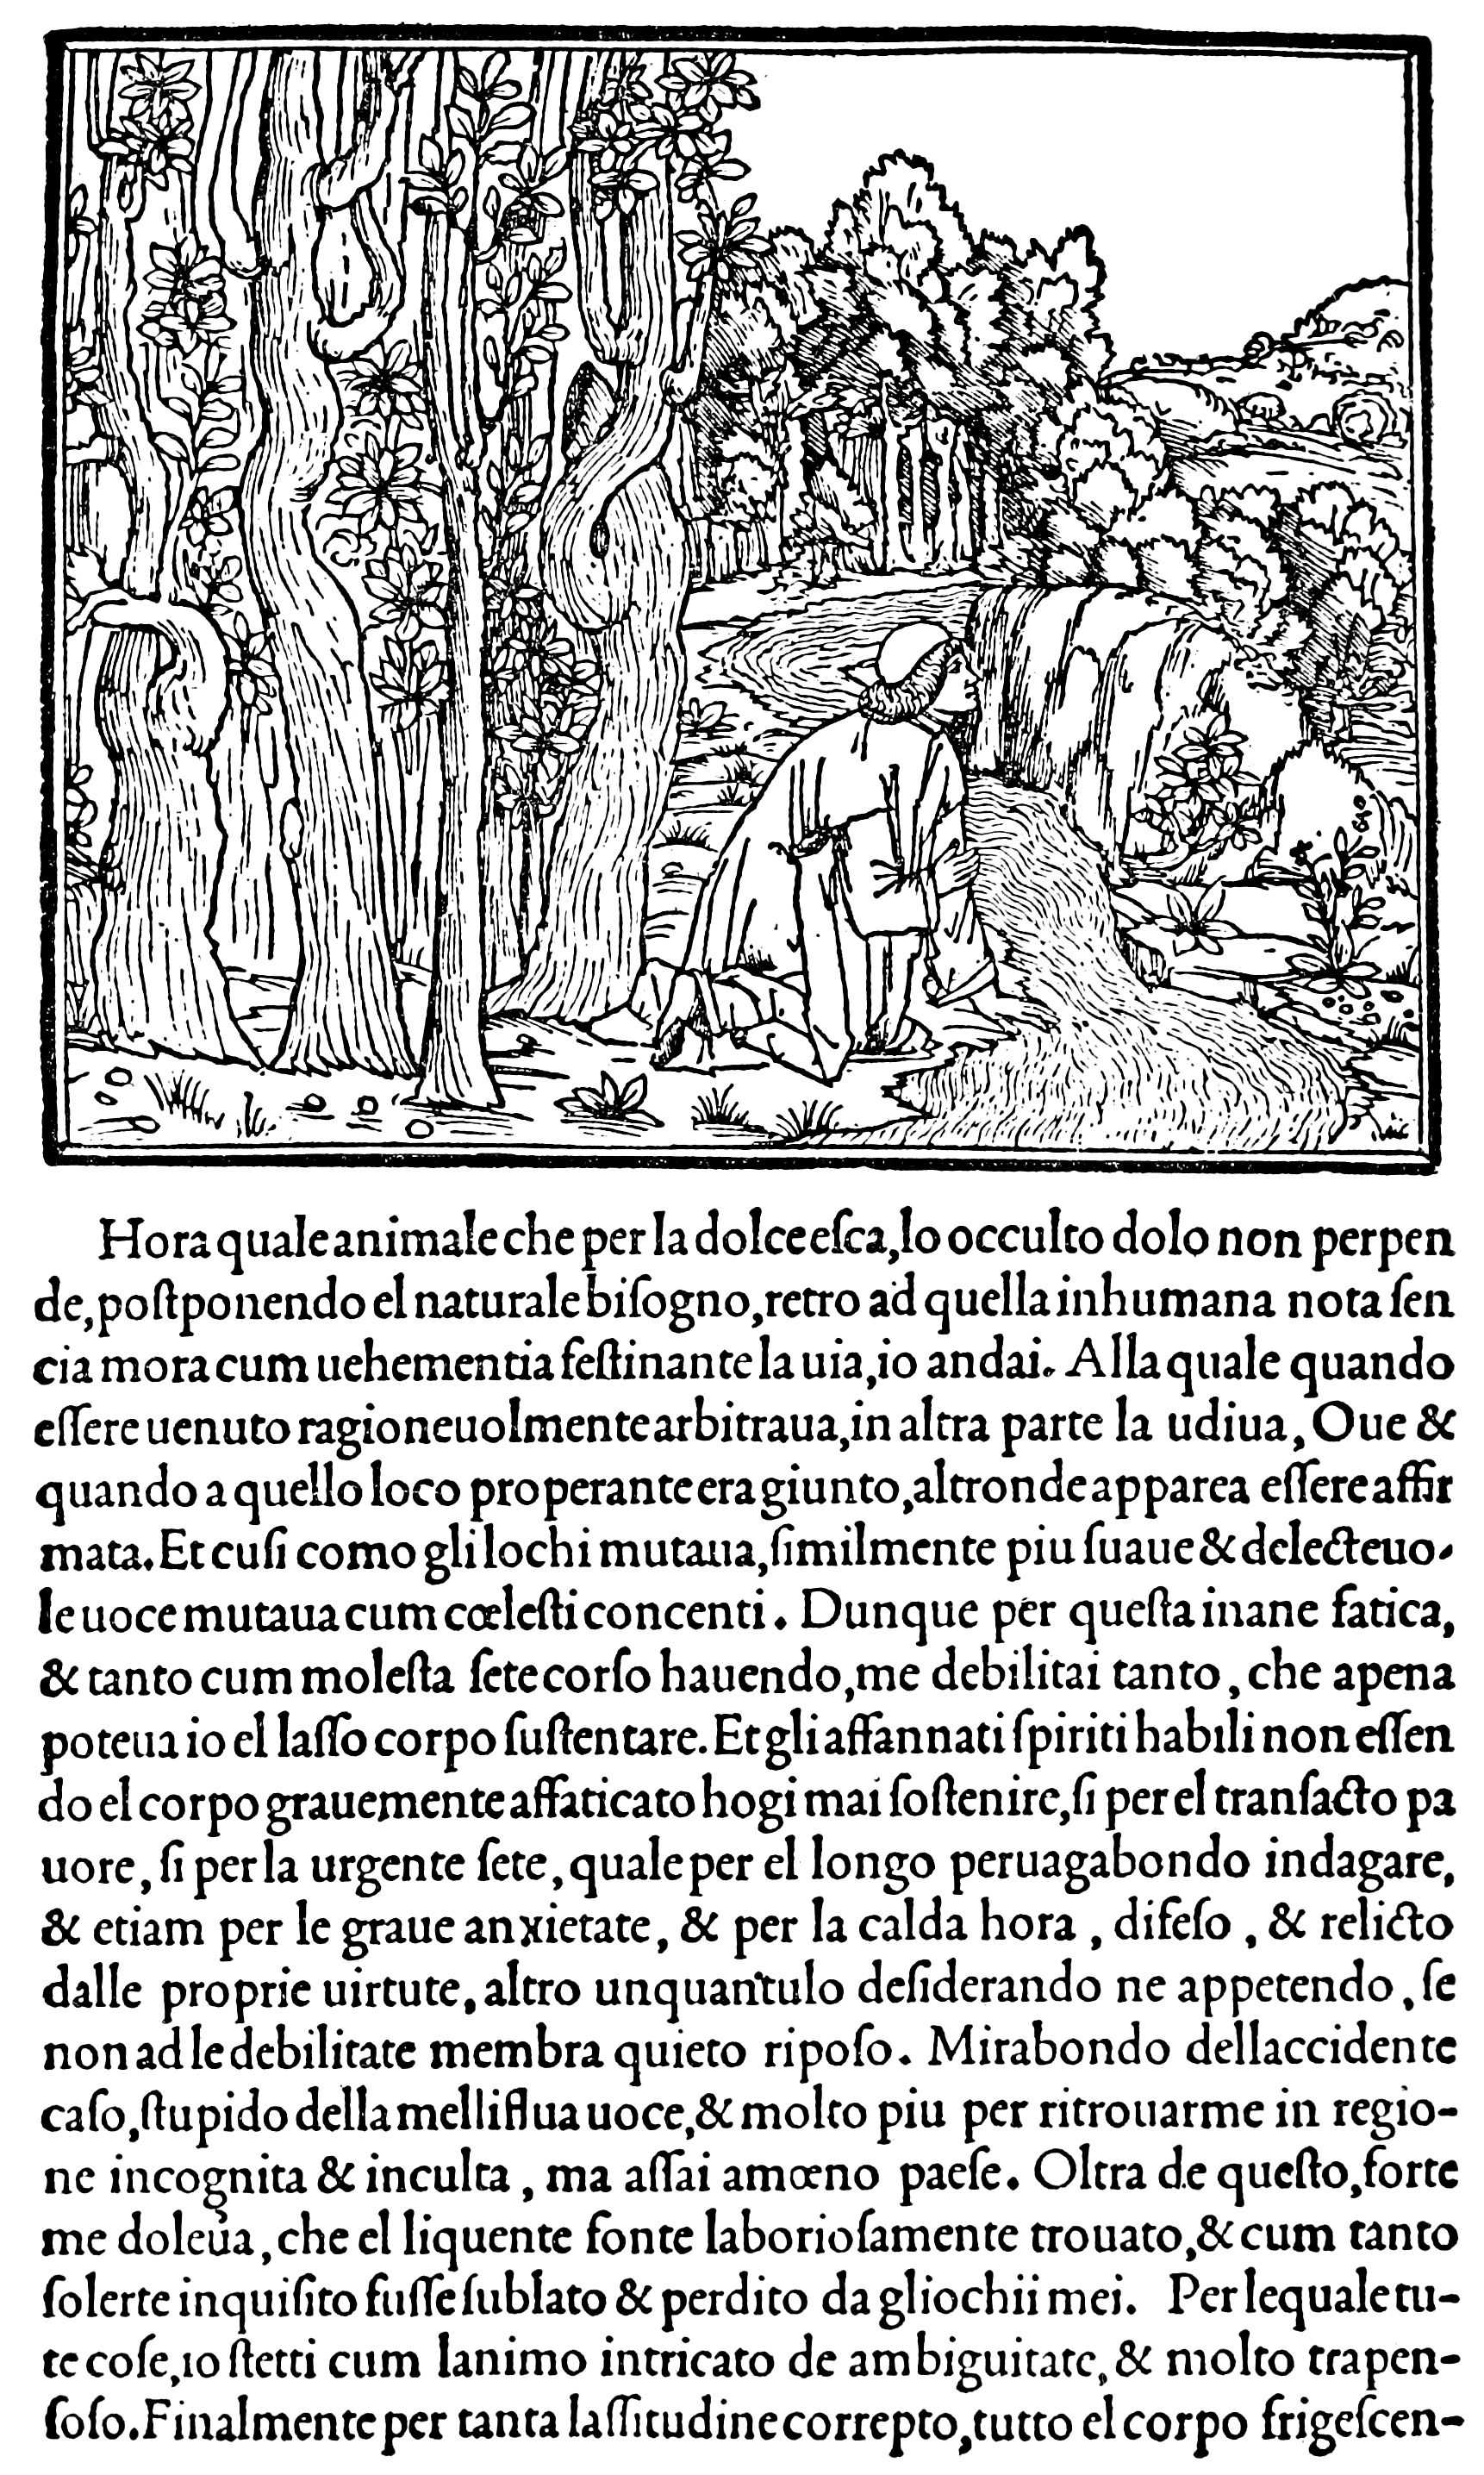 Hora quale animale che per la dolce eſca, lo occulto dolo non perpen
de, poſtponendo el naturale biſogno, retro ad quella inhumana nota ſen
cia mora cum uehementia feſtinante la uia, io andai. Alla quale quando
eſſere uenuto ragioneuolmente arbitraua, in altra parte la udiua, Oue &
quando a quello loco properante era giunto, altronde apparea eſſere affir
mata. Et cuſi como gli lochi mutaua, ſimilmente piu ſuaue & delecteuo-
le uoce mutaua cum cœleſti concenti. Dunque per queſta inane fatica,
& tanto cum moleſta ſete corſo hauendo, me debilitai tanto, che apena
poteua io el laſſo corpo ſuſtentare. Et gli affannati ſpiriti habili non eſſen
do el corpo grauemente affaticato hogi mai ſoſtenire, ſi per el tranſacto pa
uore, ſi per la urgente ſete, quale per el longo peruagabondo indagare,
& etiam per le graue anxietate, & per la calda hora, difeſo, & relicto
dalle proprie uirtute, altro unquantulo deſiderando ne appetendo, ſe
non ad le debilitate membra quieto ripoſo. Mirabondo dellaccidente
caſo, ſtupido della melliflua uoce, & molto piu per ritrouarme in regio-
ne incognita & inculta, ma aſſai amœno paeſe. Oltra de queſto, forte
me doleua, che el liquente fonte laborioſamente trouato, & cum tanto
ſolerte inquiſito fuſſe ſublato & perdito da gliochii mei. Per lequale tu-
te coſe, io ſtetti cum lanimo intricato de ambiguitate, & molto trapen-
ſoſo. Finalmente per tanta laſſitudine correpto, tutto el corpo frigeſcen-